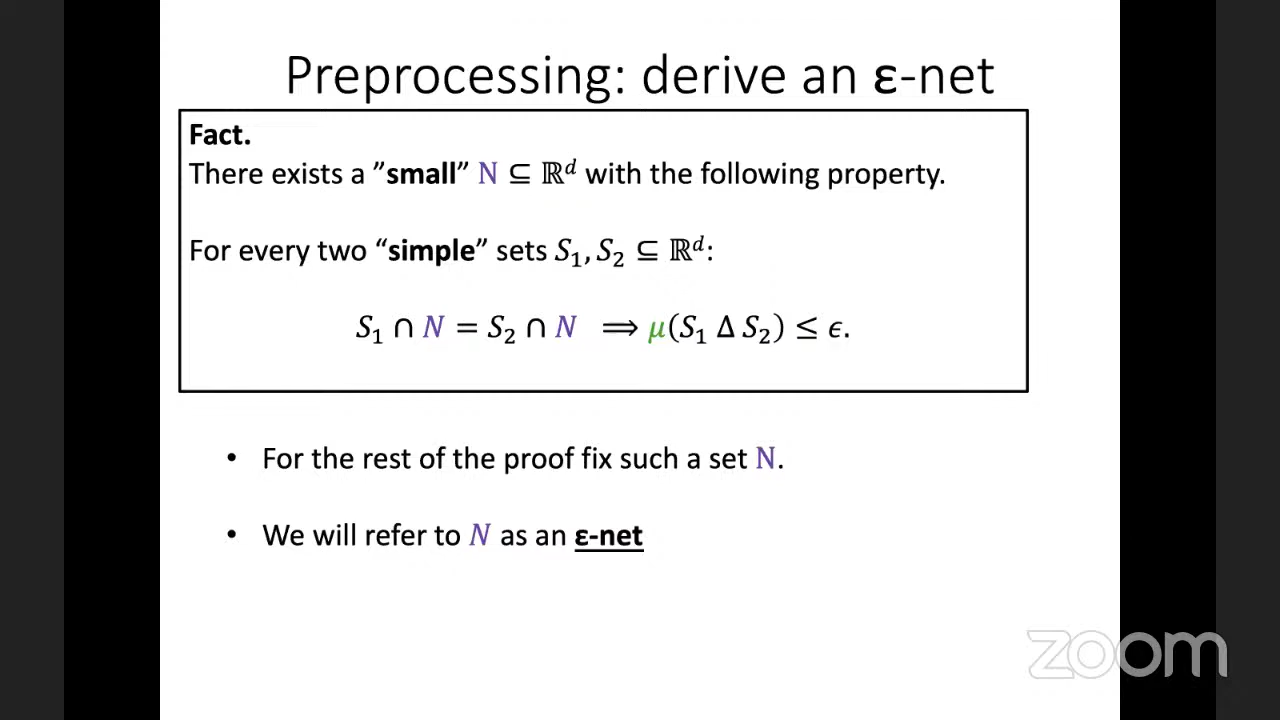 Preprocessing: derive an ε-net
Fact.
There exists a ”small” N ⊆ ℝᵈ with the following property.
For every two “simple” sets S₁, S₂ ⊆ ℝᵈ:
S₁ ∩ N = S₂ ∩ N ⟹ μ(S₁ Δ S₂) ≤ ϵ.
• For the rest of the proof fix such a set N.
• We will refer to N as an ε-net
zoom